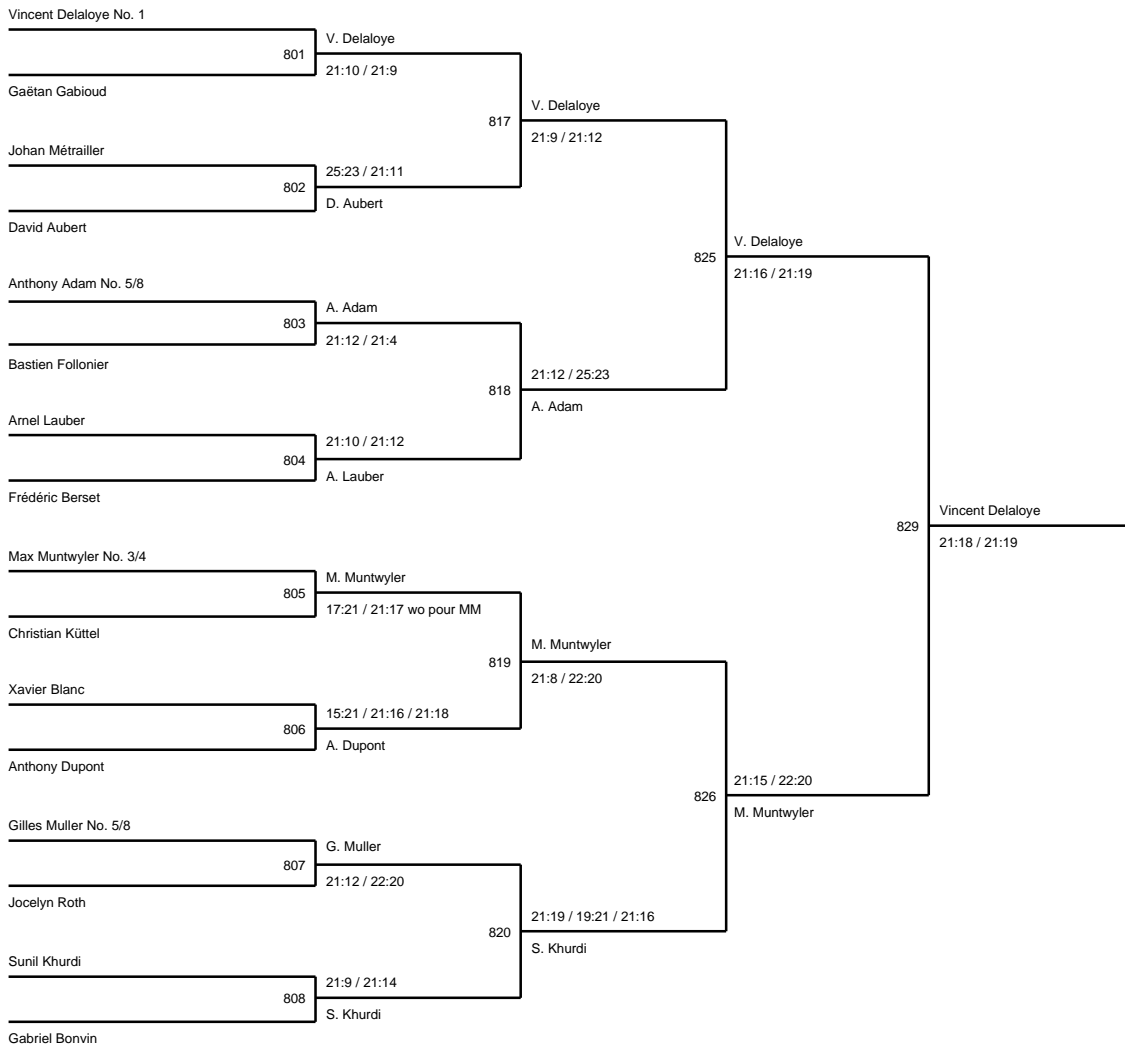 Vincent Delaloye No. 1
V. Delaloye
801
21:10 / 21:9
Gaëtan Gabioud
V. Delaloye
817
21:9 / 21:12
Johan Métrailler
25:23 / 21:11
802
D. Aubert
David Aubert
V. Delaloye
825
21:16 / 21:19
Anthony Adam No. 5/8
A. Adam
803
21:12 / 21:4
Bastien Follonier
21:12 / 25:23
818
A. Adam
Arnel Lauber
21:10 / 21:12
804
A. Lauber
Frédéric Berset
Vincent Delaloye
829
21:18 / 21:19
Max Muntwyler No. 3/4
M. Muntwyler
805
17:21 / 21:17 wo pour MM
Christian Küttel
M. Muntwyler
819
21:8 / 22:20
Xavier Blanc
15:21 / 21:16 / 21:18
806
A. Dupont
Anthony Dupont
21:15 / 22:20
826
M. Muntwyler
Gilles Muller No. 5/8
G. Muller
807
21:12 / 22:20
Jocelyn Roth
21:19 / 19:21 / 21:16
820
S. Khurdi
Sunil Khurdi
21:9 / 21:14
808
S. Khurdi
Gabriel Bonvin